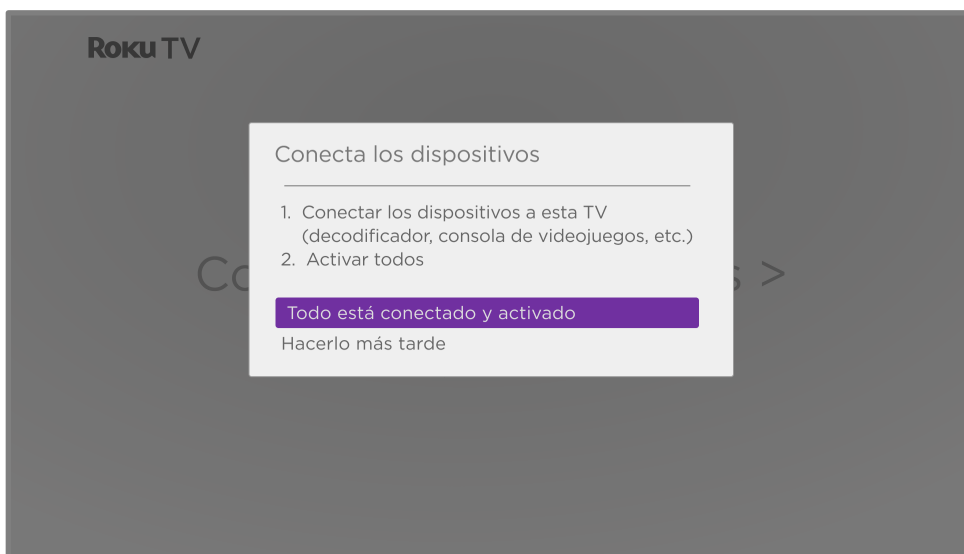 Roku TV
Conecta los dispositivos
1. Conectar los dispositivos a esta TV
(decodificador, consola de videojuegos, etc.)
2. Activar todos
Todo está conectado y activado
Hacerlo más tarde